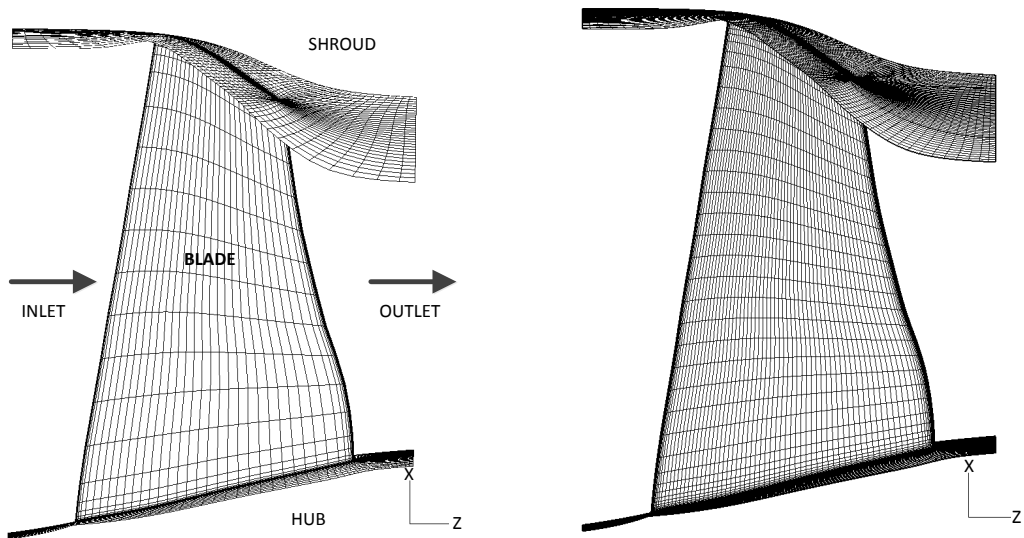 SHROUD
BLADE
INLET
OUTLET
HUB
X
Z
X
Z